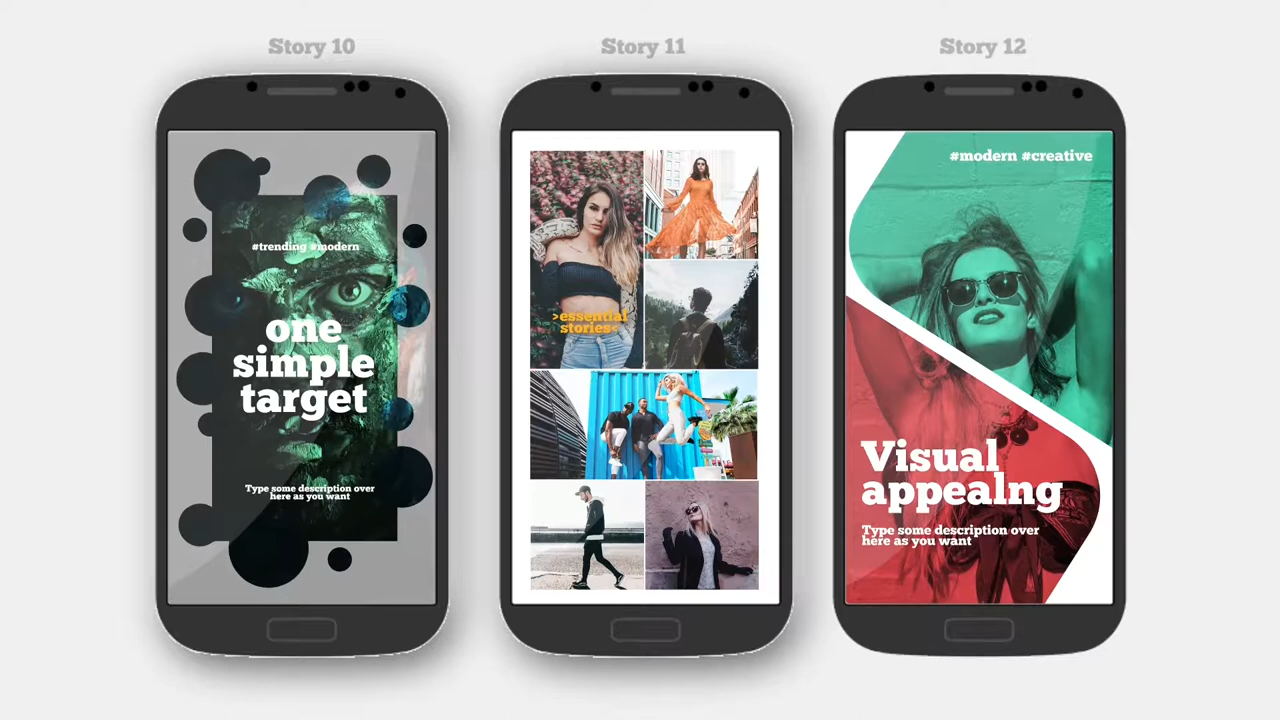 Story 10
Story 11
Story 12
#trending #modern
one
simple
target
Type some description over
here as you want
>essential
stories<
#modern #creative
Visual
appealng
Type some description over
here as you want